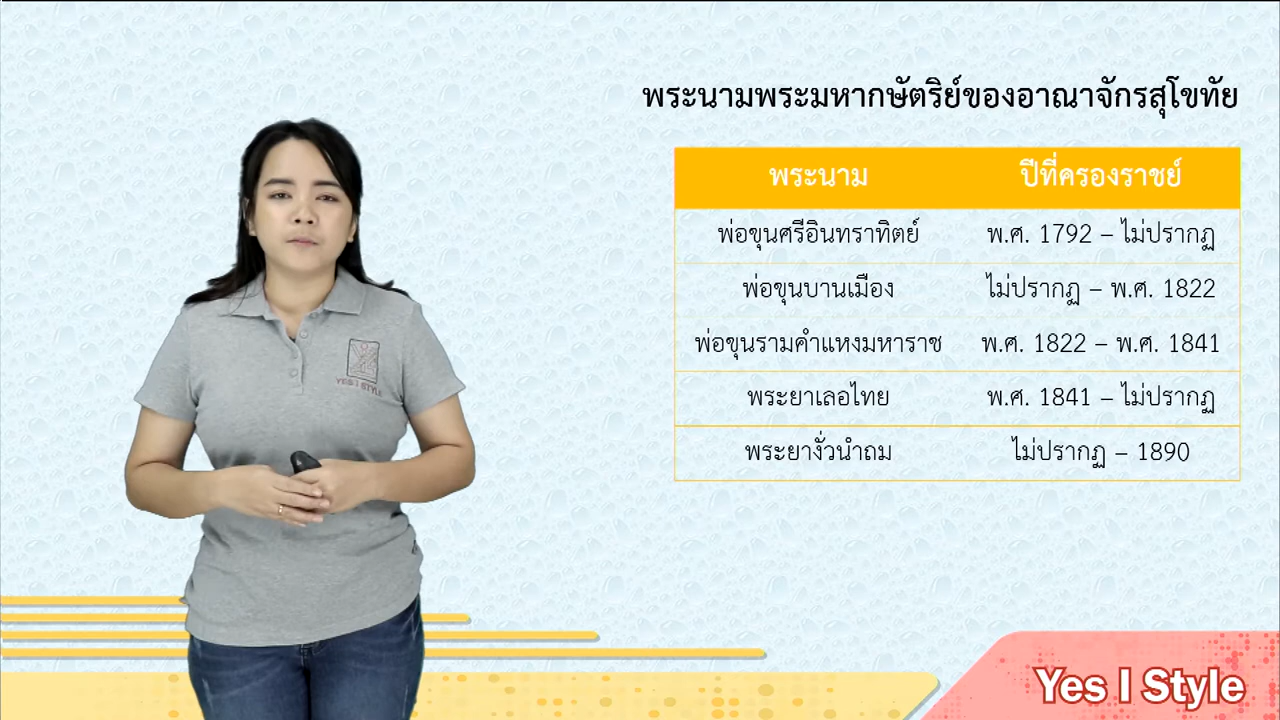 พระนามพระมหากษัตริย์ของอาณาจักรสุโขทัย
พระนาม ปีที่ครองราชย์
พ่อขุนศรีอินทราทิตย์ พ.ศ. 1792 – ไม่ปรากฏ
พ่อขุนบานเมือง ไม่ปรากฏ – พ.ศ. 1822
พ่อขุนรามคำแหงมหาราช พ.ศ. 1822 – พ.ศ. 1841
พระยาเลอไทย พ.ศ. 1841 – ไม่ปรากฏ
พระยางั่วนำถม ไม่ปรากฏ – 1890
YES I STYLE
Yes I Style